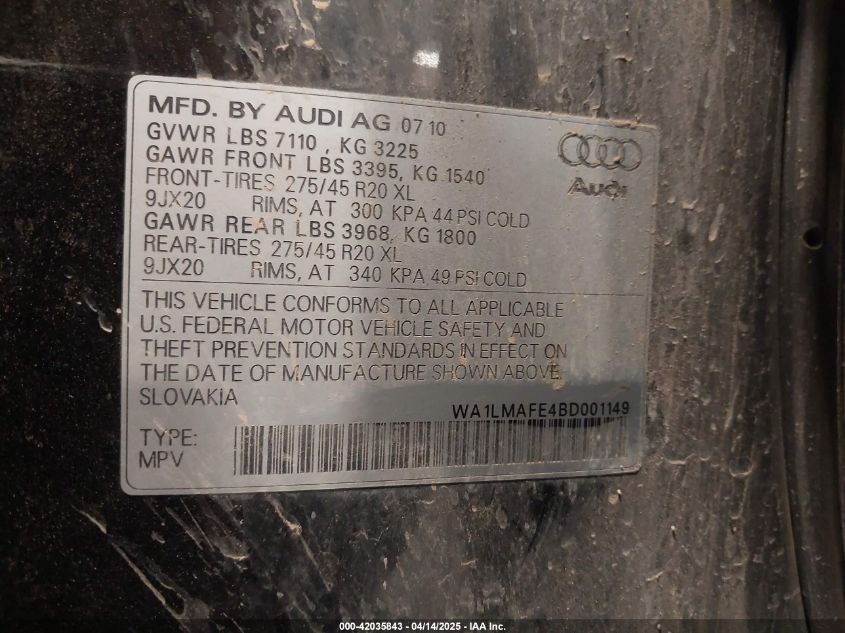 MFD. BY AUDI AG 07 10
GVWR LBS 7110 , KG 3225
GAWR FRONT LBS 3395, KG 1540
FRONT-TIRES 275/45 R20 XL
9JX20 RIMS, AT 300 KPA 44 PSI COLD
GAWR REAR LBS 3968, KG 1800
REAR-TIRES 275/45 R20 XL
9JX20 RIMS, AT 340 KPA 49 PSI COLD
Audi
THIS VEHICLE CONFORMS TO ALL APPLICABLE
U.S. FEDERAL MOTOR VEHICLE SAFETY AND
THEFT PREVENTION STANDARDS IN EFFECT ON
THE DATE OF MANUFACTURE SHOWN ABOVE.
SLOVAKIA
WA1LMAFE4BD001149
TYPE:
MPV
000-42035843 - 04/14/2025 - IAA Inc.